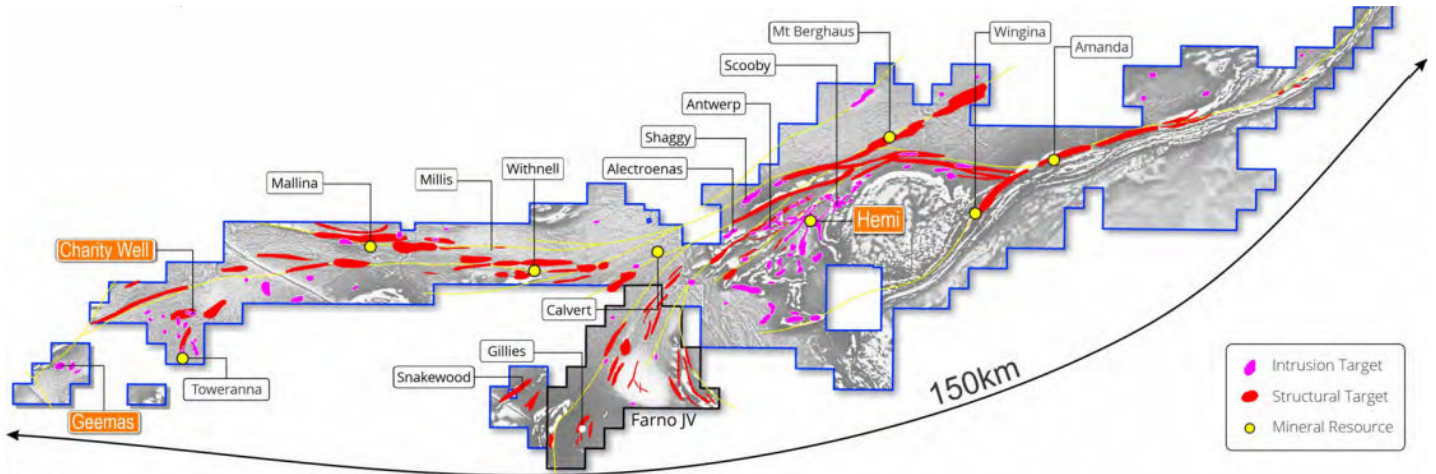 Mt Berghaus
Wingina
Amanda
Scooby
Antwerp
Shaggy
Alectroenas
Withnell
Millis
Mallina
Hemi
Charity Well
Calvert
Gillies
Snakewood
Toweranna
Geemas
Farno JV
150km
Intrusion Target
Structural Target
Mineral Resource